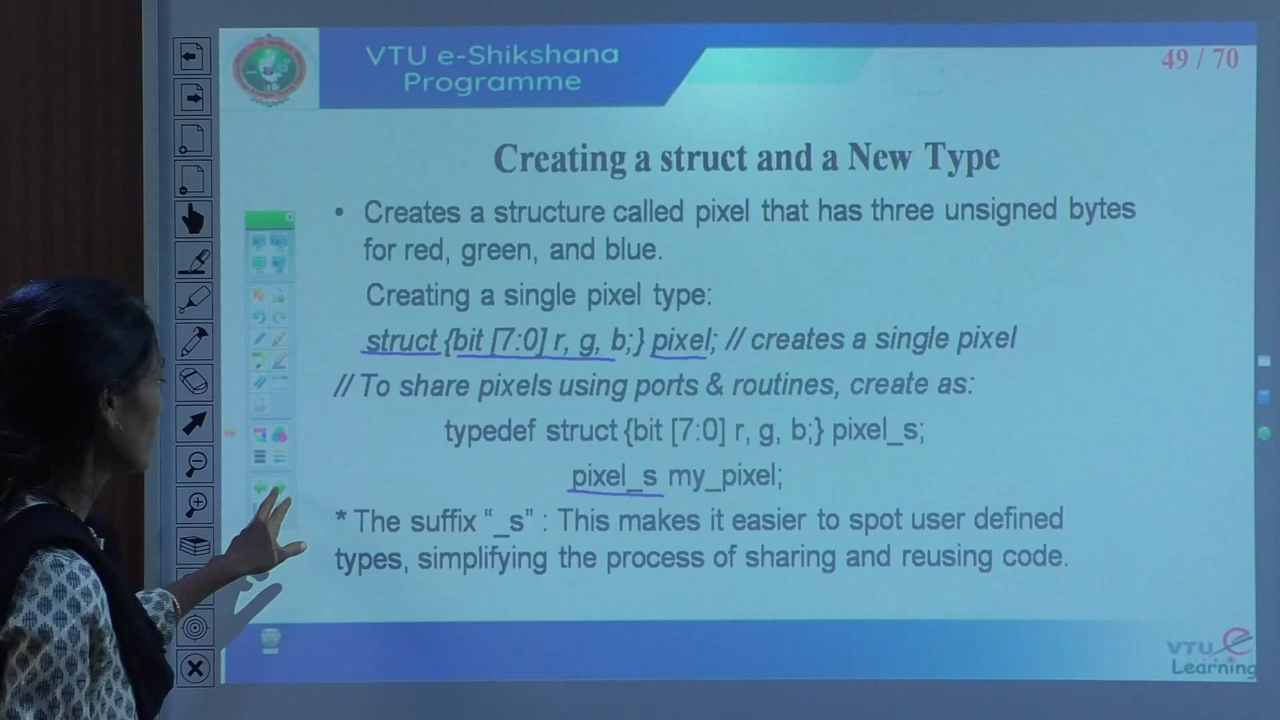 VTU e-Shikshana
Programme
49 / 70
Creating a struct and a New Type
• Creates a structure called pixel that has three unsigned bytes
for red, green, and blue.
Creating a single pixel type:
struct {bit [7:0] r, g, b;} pixel; // creates a single pixel
// To share pixels using ports & routines, create as:
typedef struct {bit [7:0] r, g, b;} pixel_s;
pixel_s my_pixel;
* The suffix “_s” : This makes it easier to spot user defined
types, simplifying the process of sharing and reusing code.
VTU e
Learning